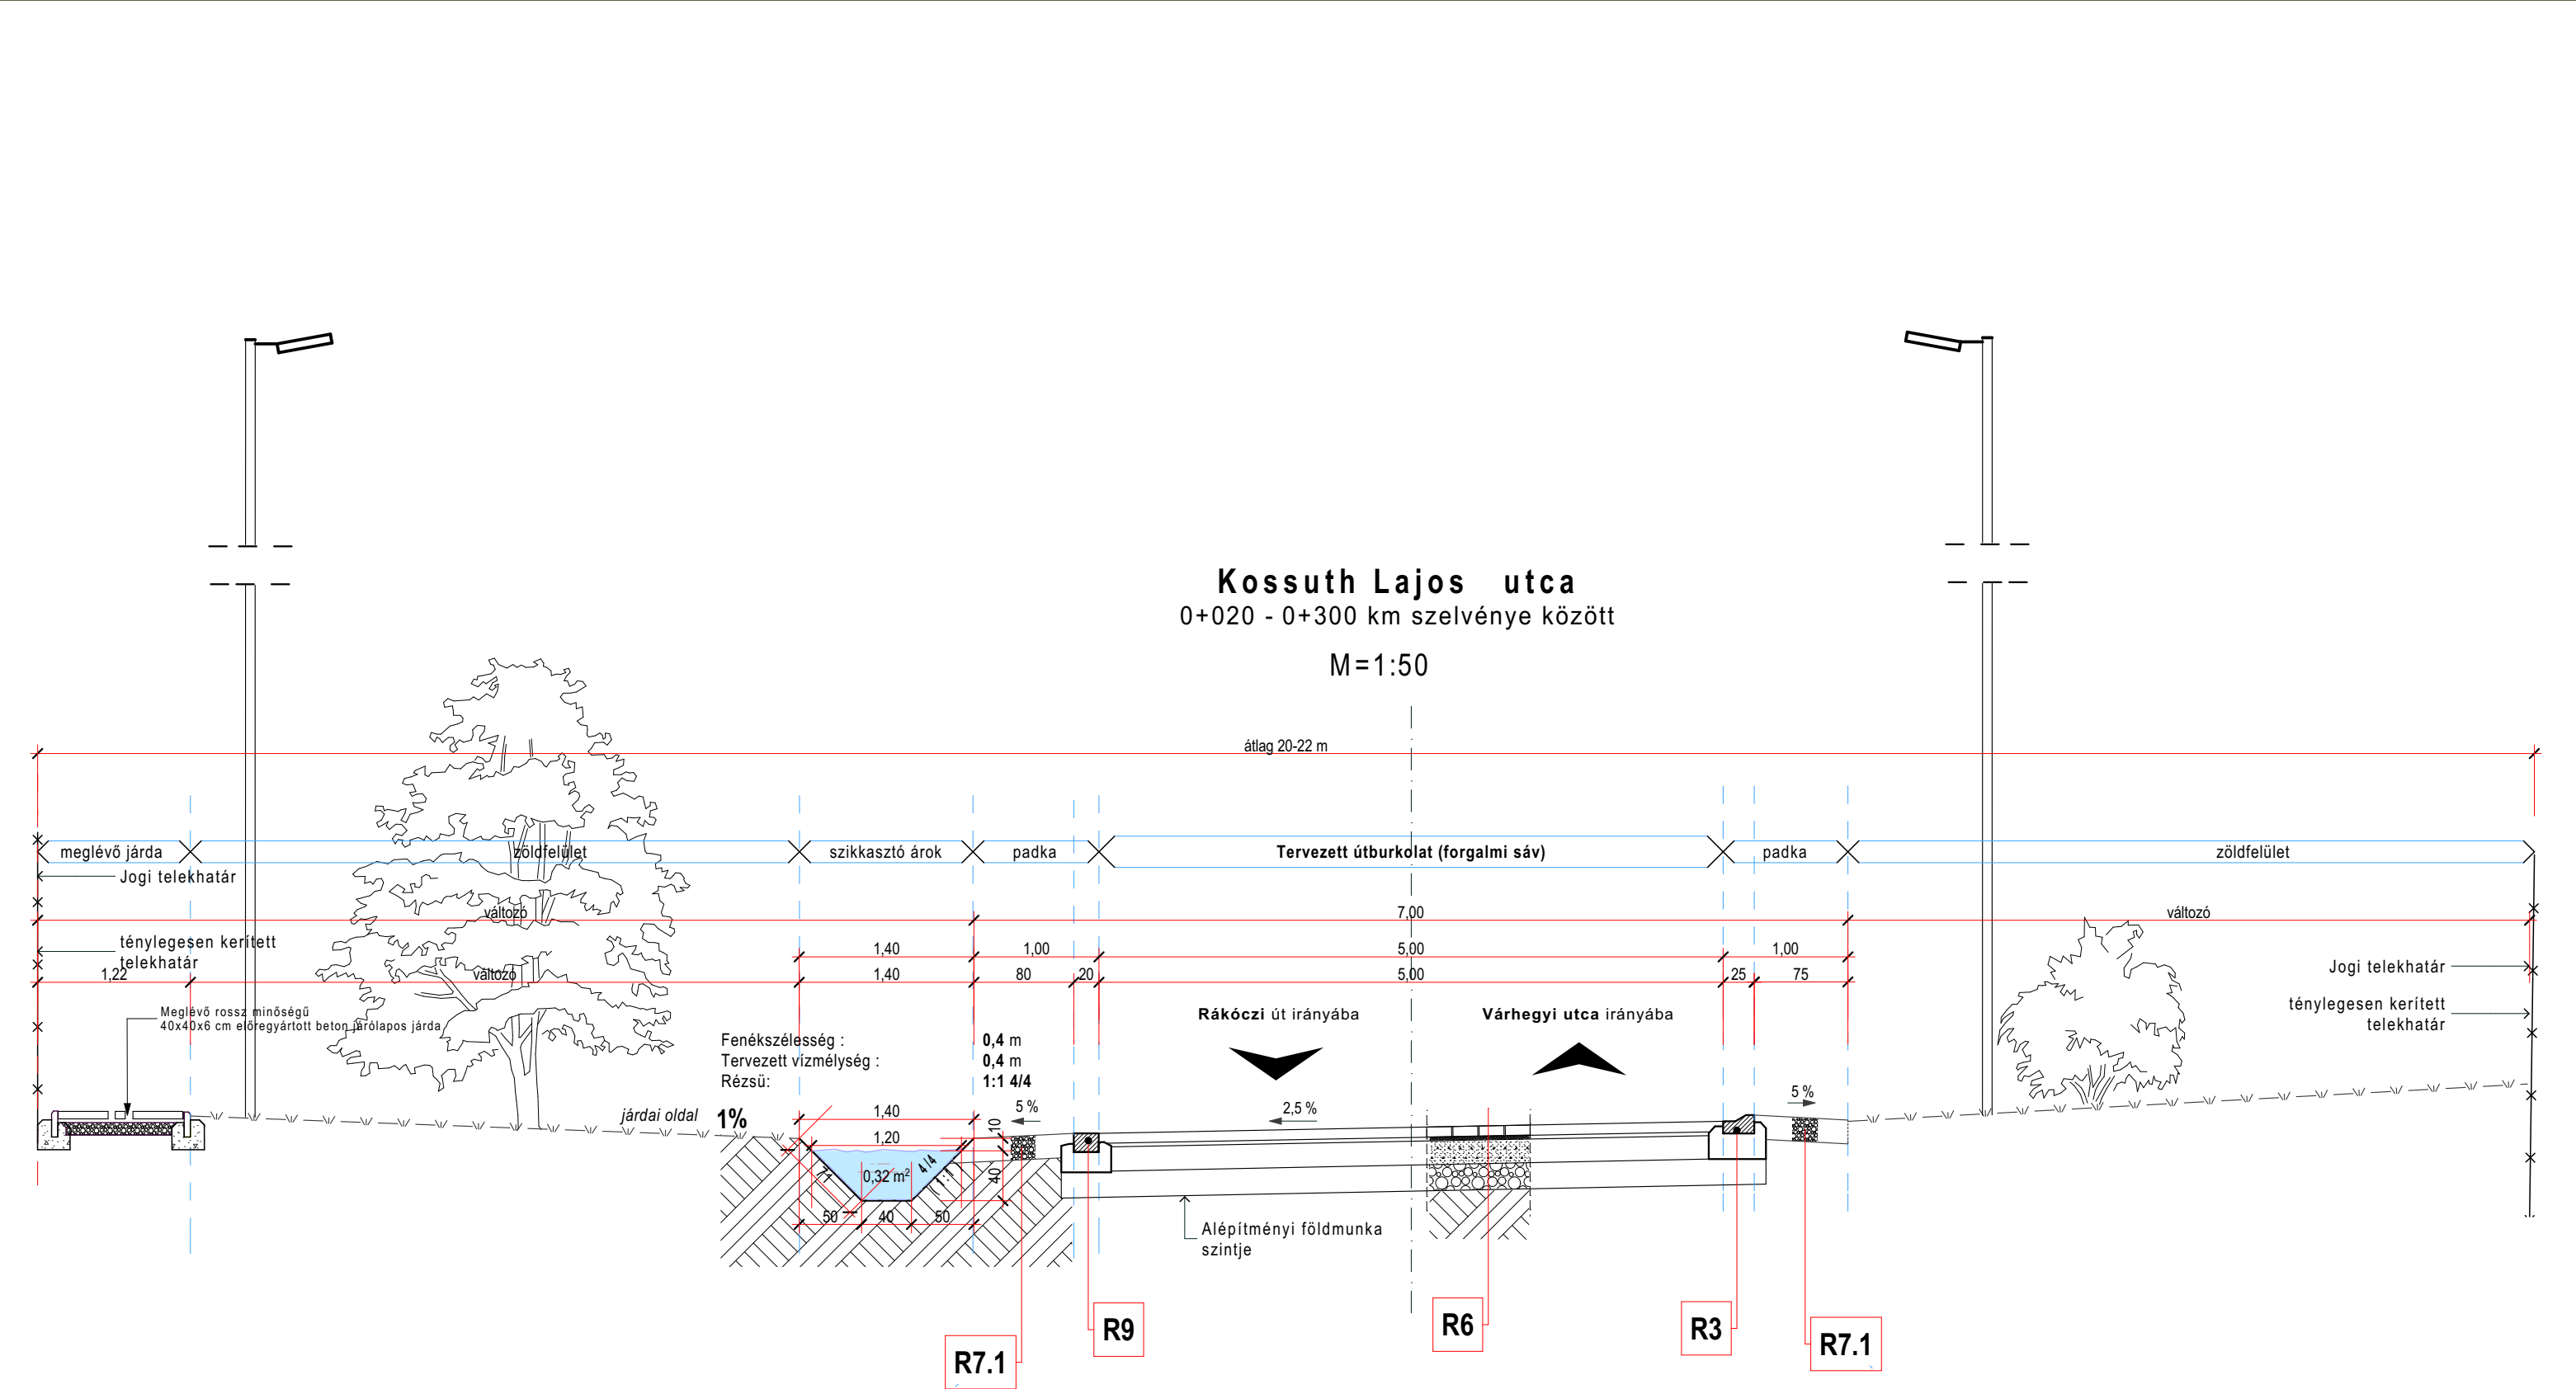 Kossuth Lajos utca
0+020 - 0+300 km szelvénye között
M=1:50
átlag 20-22 m
meglévő járda
zöldfelület
szikkasztó árok
padka
Tervezett útburkolat (forgalmi sáv)
padka
zöldfelület
Jogi telekhatár
változó
7,00
változó
ténylegesen kerített
telekhatár
1,40
1,00
5,00
1,00
1,22
változó
1,40
80
20
5,00
25
75
Jogi telekhatár
ténylegesen kerített
telekhatár
Meglévő rossz minőségű
40x40x6 cm előregyártott beton járólapos járda
Rákóczi út irányába
Várhegyi utca irányába
Fenékszélesség : 0,4 m
Tervezett vízmélység : 0,4 m
Rézsü: 1:1 4/4
járdai oldal 1%
1,40
1,20
10
40
5 %
2,5 %
5 %
0,32 m²
4/4
1:1
50
40
50
Alépítményi földmunka
szintje
R7.1
R9
R6
R3
R7.1